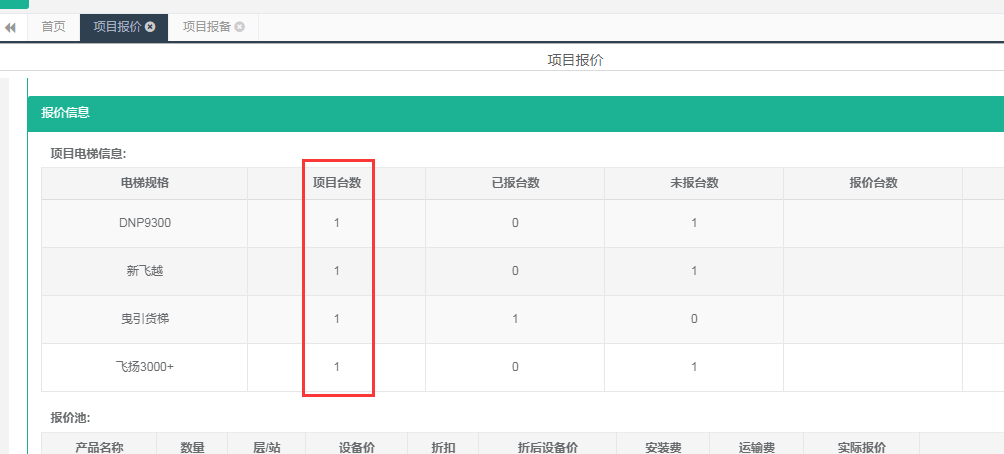 首页 项目报价 项目报备
项目报价
报价信息
项目电梯信息:
电梯规格 项目台数 已报台数 未报台数 报价台数
DNP9300 1 0 1
新飞越 1 0 1
曳引货梯 1 1 0
飞扬3000+ 1 0 1
报价池:
产品名称 数量 层/站 设备价 折扣 折后设备价 安装费 运输费 实际报价